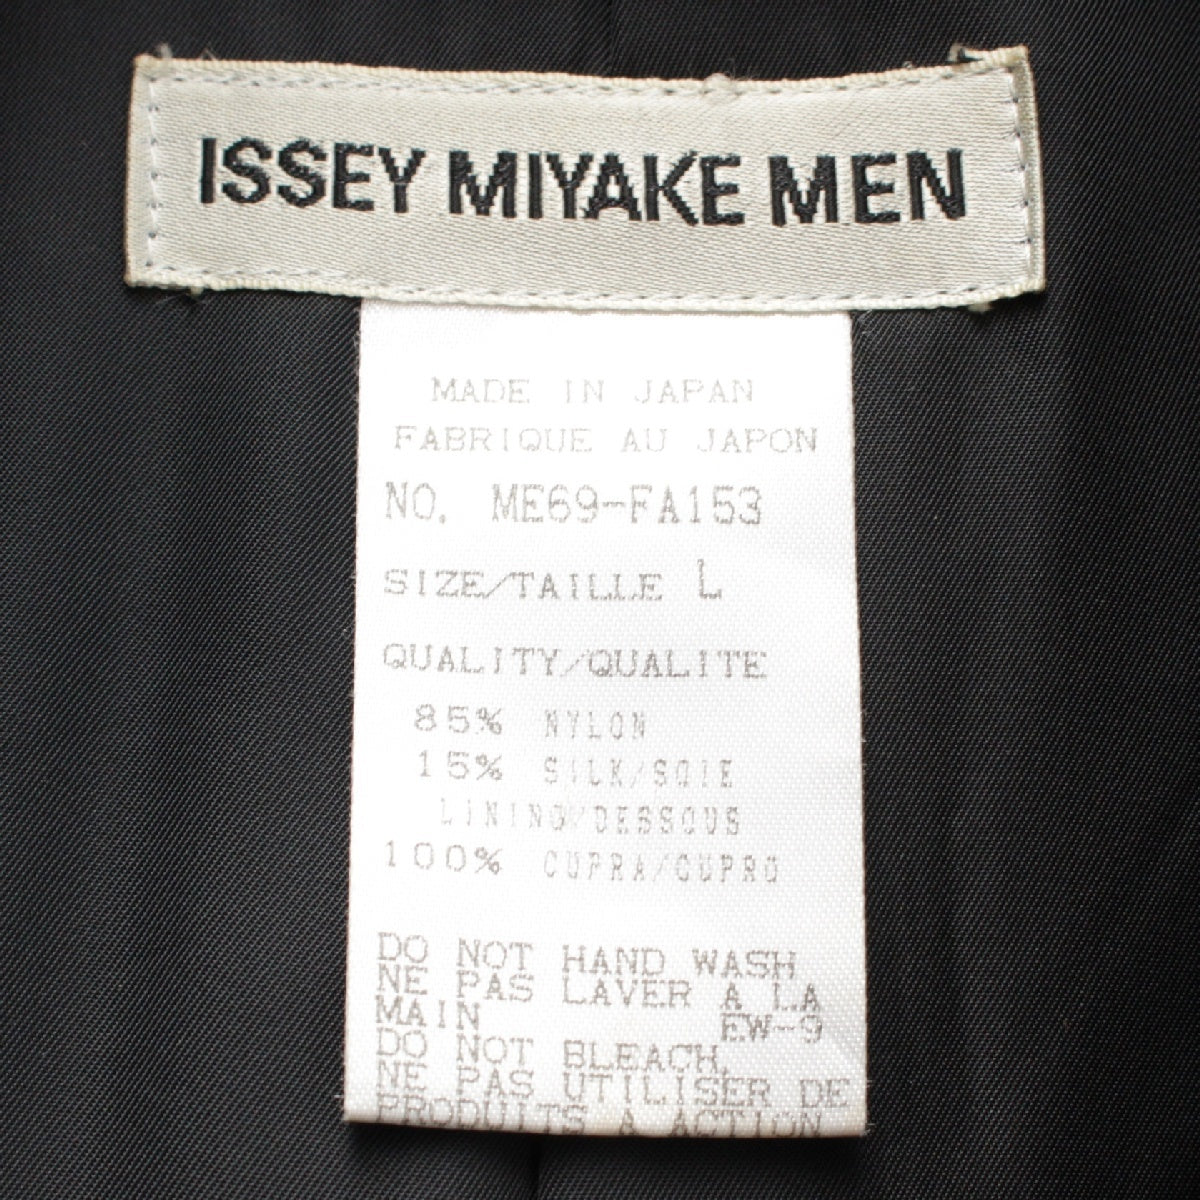 ISSEY MIYAKE MEN
MADE IN JAPAN
FABRIQUE AU JAPON
NO. ME69-FA153
SIZE/TAILLE L
QUALITY/QUALITE
85% NYLON
15% SILK/SOIE
LINING/DESSOUS
100% CUPRA/CUPRO
DO NOT HAND WASH
NE PAS LAVER A LA
MAIN EW-9
DO NOT BLEACH.
NE PAS UTILISER DE
PRODUITS A ACTION